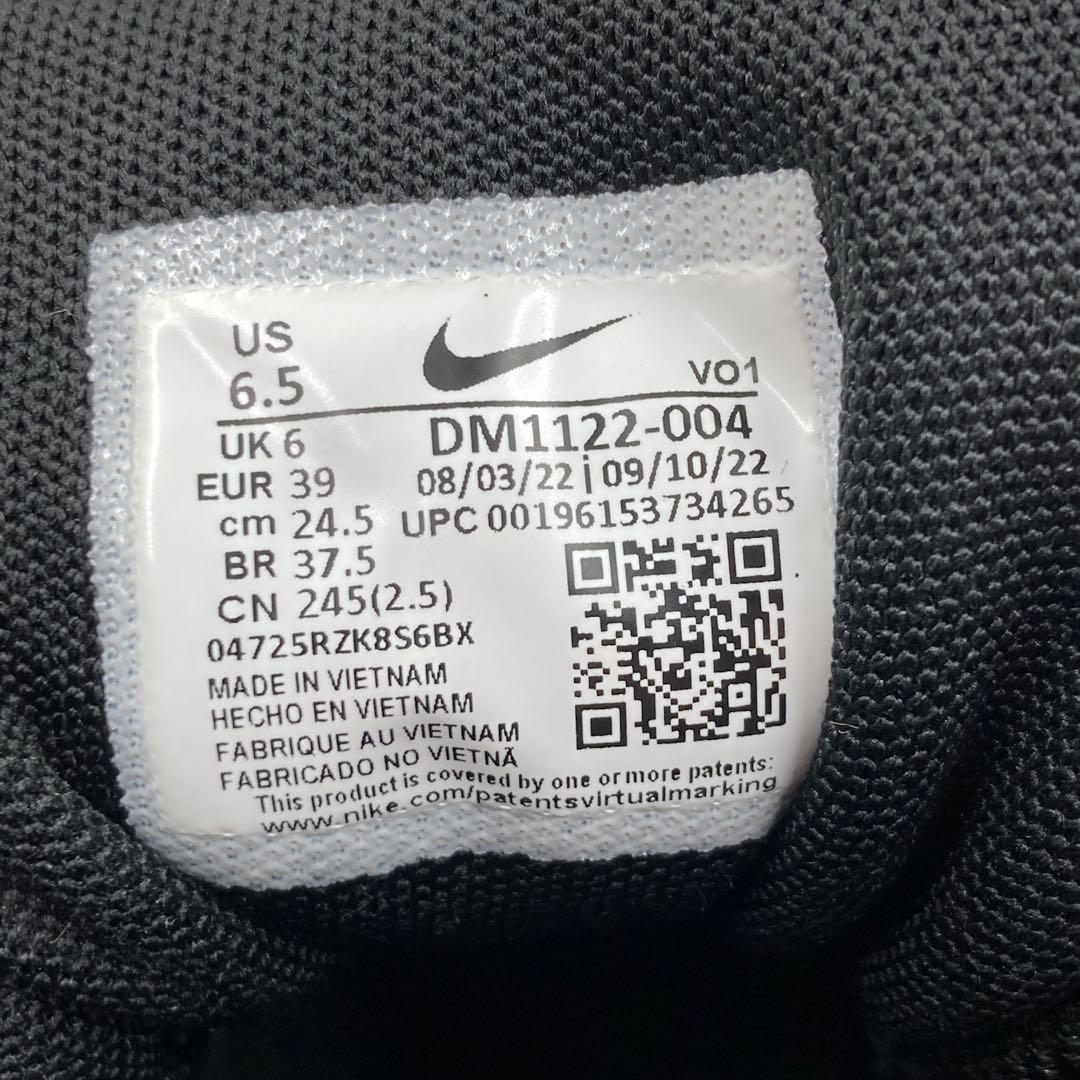 US
6.5
VO1
UK 6
DM1122-004
EUR 39
08/03/22 | 09/10/22
cm 24.5
UPC 00196153734265
BR 37.5
CN 245(2.5)
04725RZK8S6BX
MADE IN VIETNAM
HECHO EN VIETNAM
FABRIQUE AU VIETNAM
FABRICADO NO VIETNÃ
This product is covered by one or more patents:
www.nike.com/patentsvirtualmarking